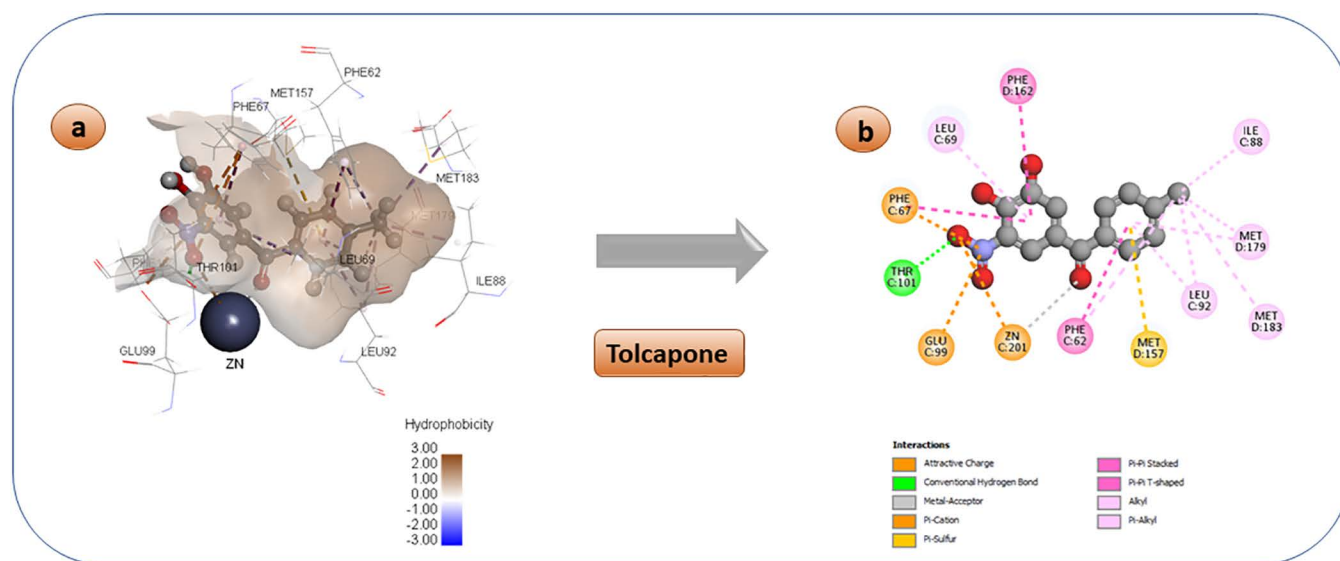 a
PHE62
MET157
PHE67
MET183
LEU69
THR101
ILE88
GLU99
ZN
LEU92
Hydrophobicity
3.00
2.00
1.00
0.00
-1.00
-2.00
-3.00
Tolcapone
b
PHE
D:162
LEU
C:69
ILE
C:88
PHE
C:67
MET
D:179
THR
C:101
LEU
C:92
MET
D:183
GLU
C:99
ZN
C:201
PHE
C:62
MET
D:157
Interactions
Attractive Charge
Conventional Hydrogen Bond
Metal-Acceptor
Pi-Cation
Pi-Sulfur
Pi-Pi Stacked
Pi-Pi T-shaped
Alkyl
Pi-Alkyl